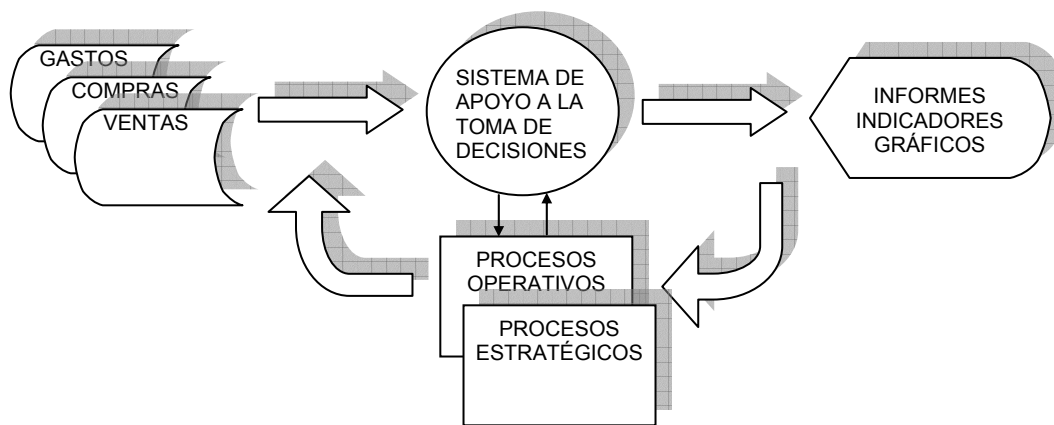 GASTOS
COMPRAS
VENTAS
SISTEMA DE
APOYO A LA
TOMA DE
DECISIONES
INFORMES
INDICADORES
GRÁFICOS
PROCESOS
OPERATIVOS
PROCESOS
ESTRATÉGICOS